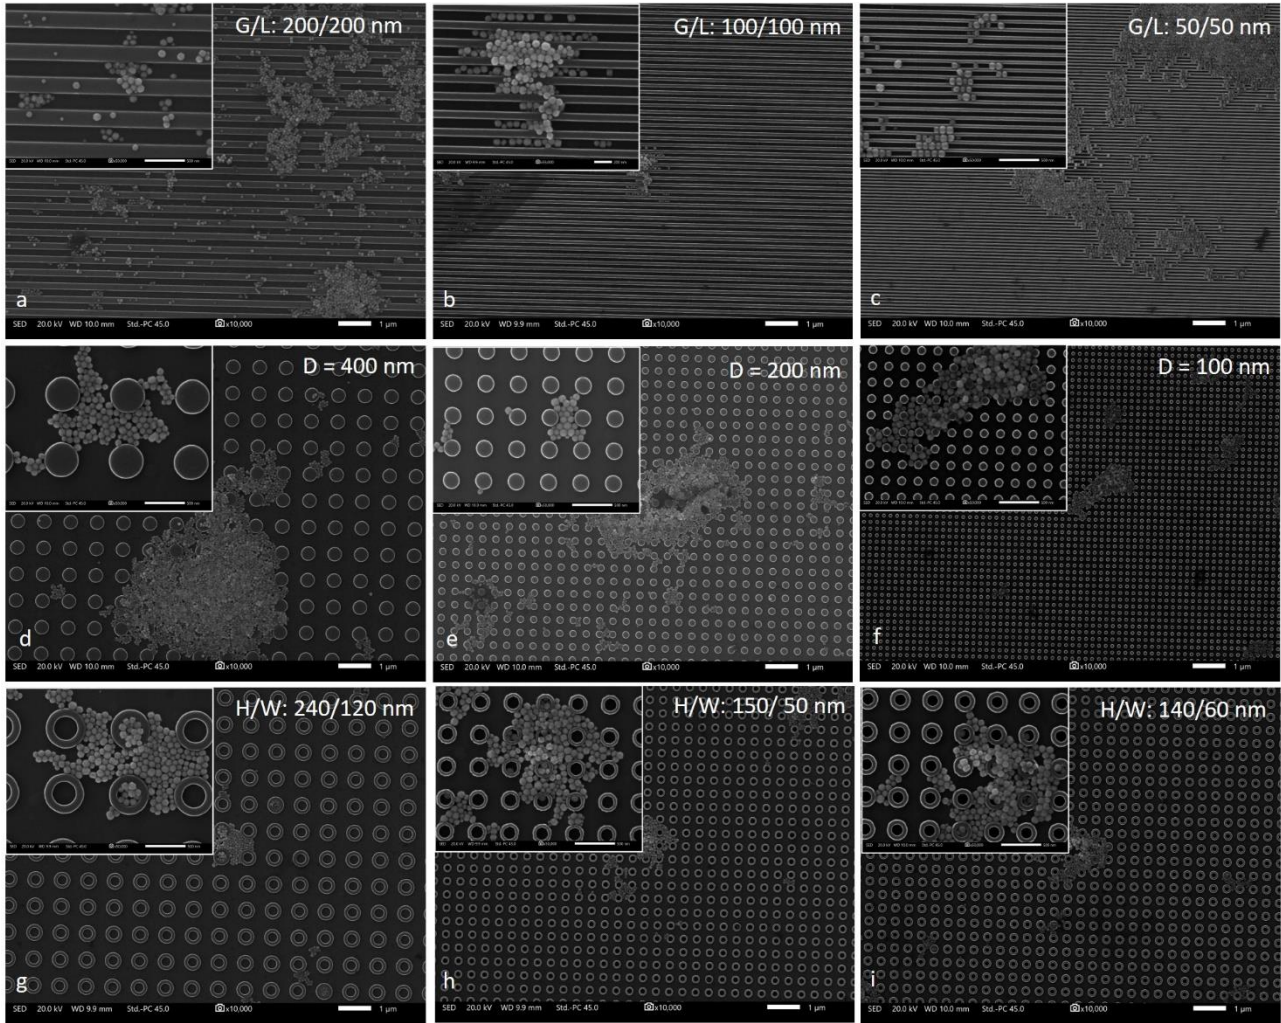 G/L: 200/200 nm
a
SED 20.0 kV WD 10.0 mm Std.-PC 45.0 x10,000 1 µm
G/L: 100/100 nm
b
SED 20.0 kV WD 9.9 mm Std.-PC 45.0 x10,000 1 µm
G/L: 50/50 nm
c
SED 20.0 kV WD 10.0 mm Std.-PC 45.0 x10,000 1 µm
D = 400 nm
d
SED 20.0 kV WD 10.0 mm Std.-PC 45.0 x10,000 1 µm
D = 200 nm
e
SED 20.0 kV WD 10.0 mm Std.-PC 45.0 x10,000 1 µm
D = 100 nm
f
SED 20.0 kV WD 10.0 mm Std.-PC 45.0 x10,000 1 µm
H/W: 240/120 nm
g
SED 20.0 kV WD 9.9 mm Std.-PC 45.0 x10,000 1 µm
H/W: 150/ 50 nm
h
SED 20.0 kV WD 9.9 mm Std.-PC 45.0 x10,000 1 µm
H/W: 140/60 nm
i
SED 20.0 kV WD 10.0 mm Std.-PC 45.0 x10,000 1 µm